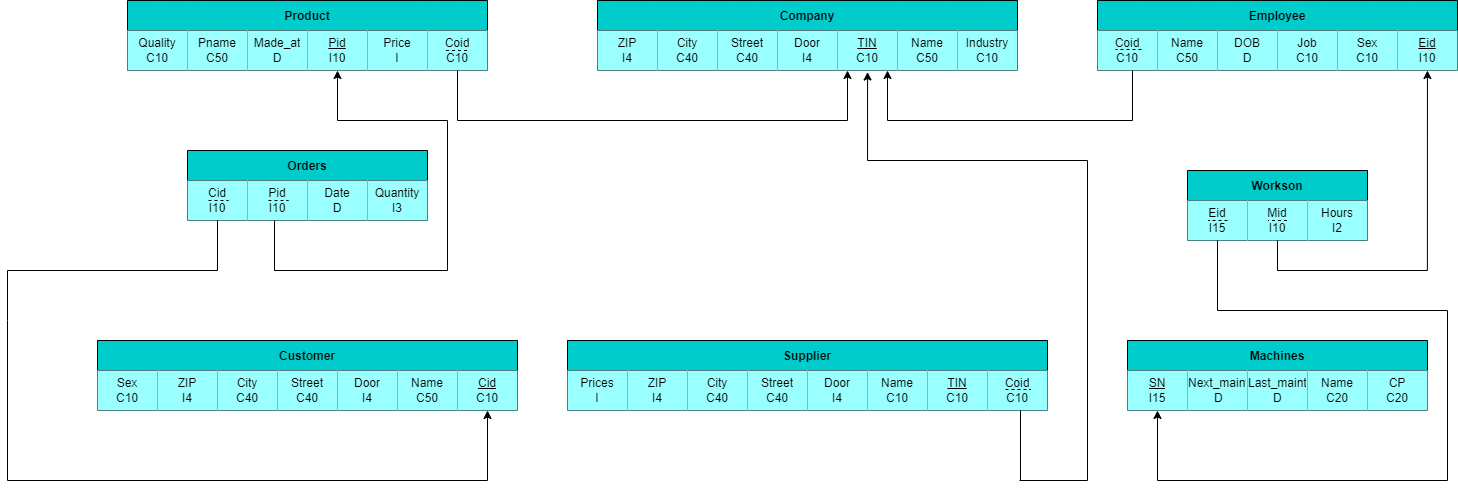 Product
Quality Pname Made_at Pid Price Coid
C10 C50 D I10 I C10
Company
ZIP City Street Door TIN Name Industry
I4 C40 C40 I4 C10 C50 C10
Employee
Coid Name DOB Job Sex Eid
C10 C50 D C10 C10 I10
Orders
Cid Pid Date Quantity
I10 I10 D I3
Workson
Eid Mid Hours
I15 I10 I2
Customer
Sex ZIP City Street Door Name Cid
C10 I4 C40 C40 I4 C50 C10
Supplier
Prices ZIP City Street Door Name TIN Coid
I I4 C40 C40 I4 C10 C10 C10
Machines
SN Next_maint Last_maint Name CP
I15 D D C20 C20